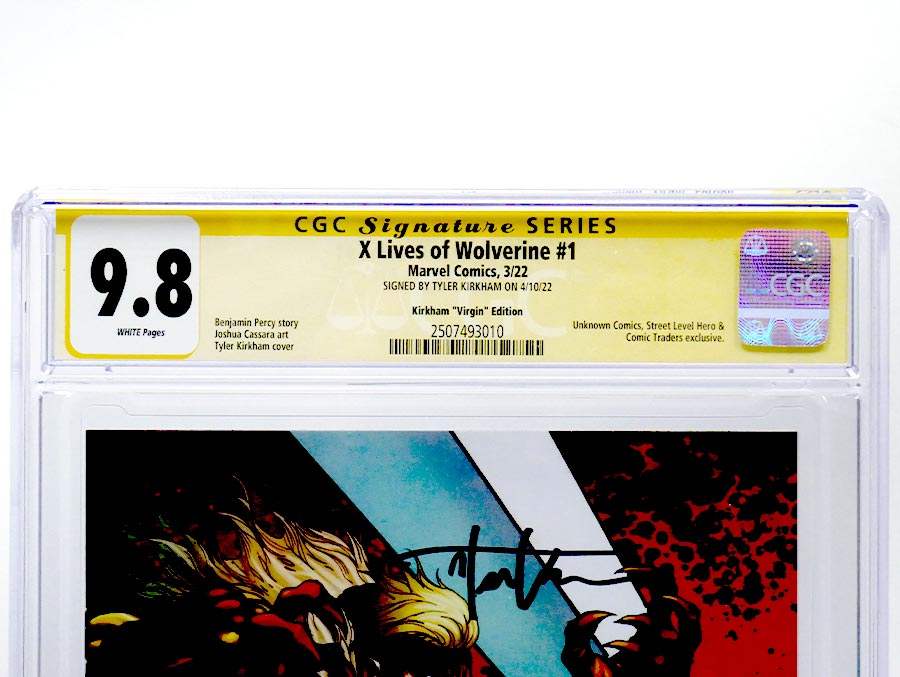 CGC Signature SERIES
X Lives of Wolverine #1
Marvel Comics, 3/22
SIGNED BY TYLER KIRKHAM ON 4/10/22
Kirkham "Virgin" Edition
2507493010
9.8
WHITE Pages
Benjamin Percy story
Joshua Cassara art
Tyler Kirkham cover
Unknown Comics, Street Level Hero &
Comic Traders exclusive.
CGC